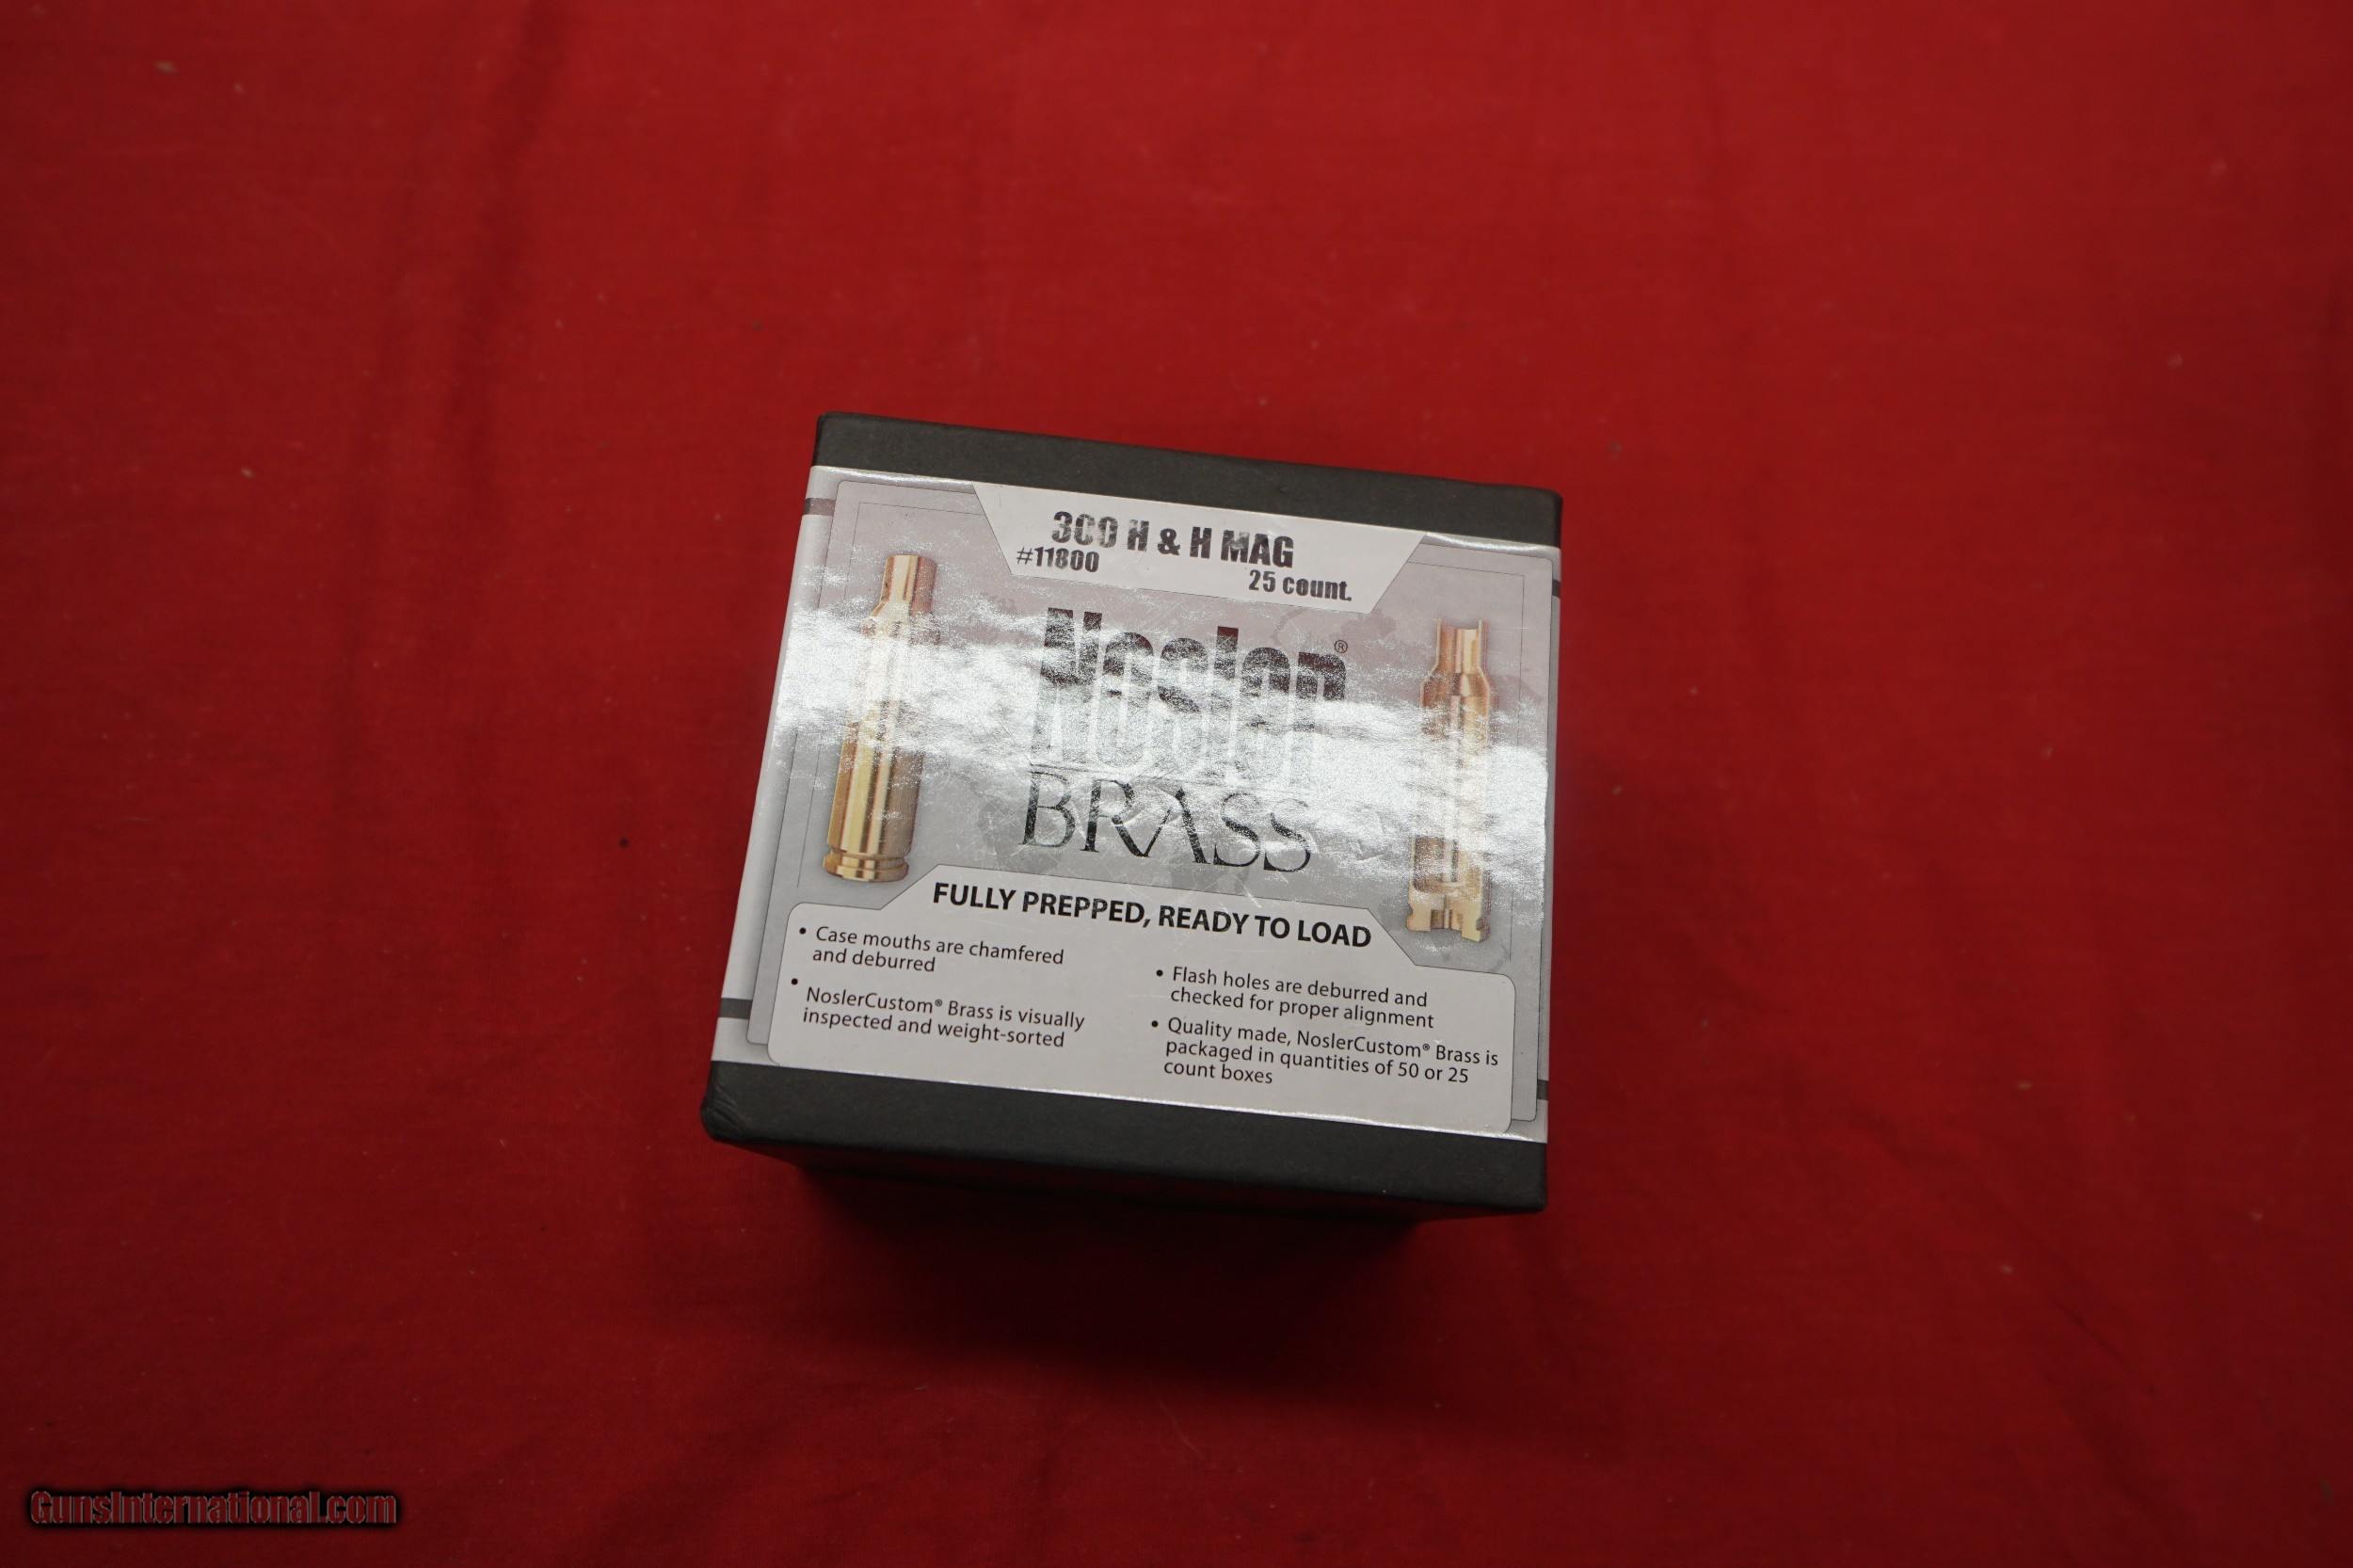 300 H & H MAG
#11800
25 count.
Nosler®
BRASS
FULLY PREPPED, READY TO LOAD
• Case mouths are chamfered
and deburred
• NoslerCustom® Brass is visually
inspected and weight-sorted
• Flash holes are deburred and
checked for proper alignment
• Quality made, NoslerCustom® Brass is
packaged in quantities of 50 or 25
count boxes
GunsInternational.com